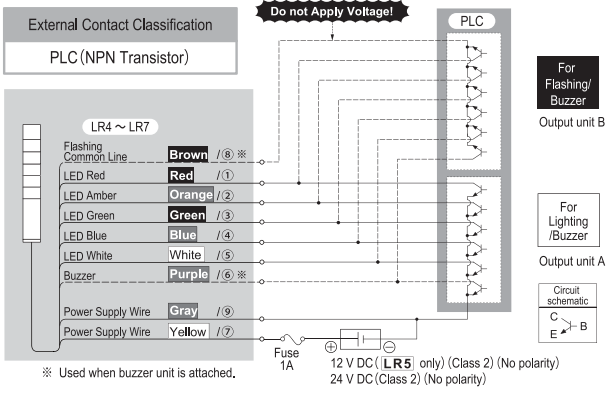 External Contact Classification
PLC (NPN Transistor)
Do not Apply Voltage!
PLC
For
Flashing/
Buzzer
Output unit B
LR4 ~ LR7
Flashing
Common Line Brown /⑧ ※
LED Red Red /①
LED Amber Orange /②
LED Green Green /③
LED Blue Blue /④
LED White White /⑤
Buzzer Purple /⑥ ※
Power Supply Wire Gray /⑨
Power Supply Wire Yellow /⑦
※ Used when buzzer unit is attached.
For
Lighting
/Buzzer
Output unit A
Circuit
schematic
C
B
E
Fuse
1A
⊕ ⊖
12 V DC ( LR5 only) (Class 2) (No polarity)
24 V DC (Class 2) (No polarity)